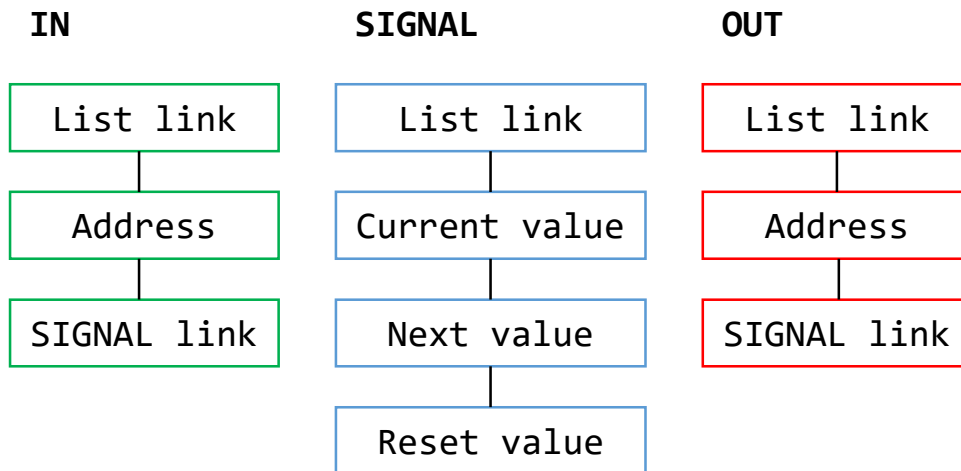 IN
List link
Address
SIGNAL link
SIGNAL
List link
Current value
Next value
Reset value
OUT
List link
Address
SIGNAL link